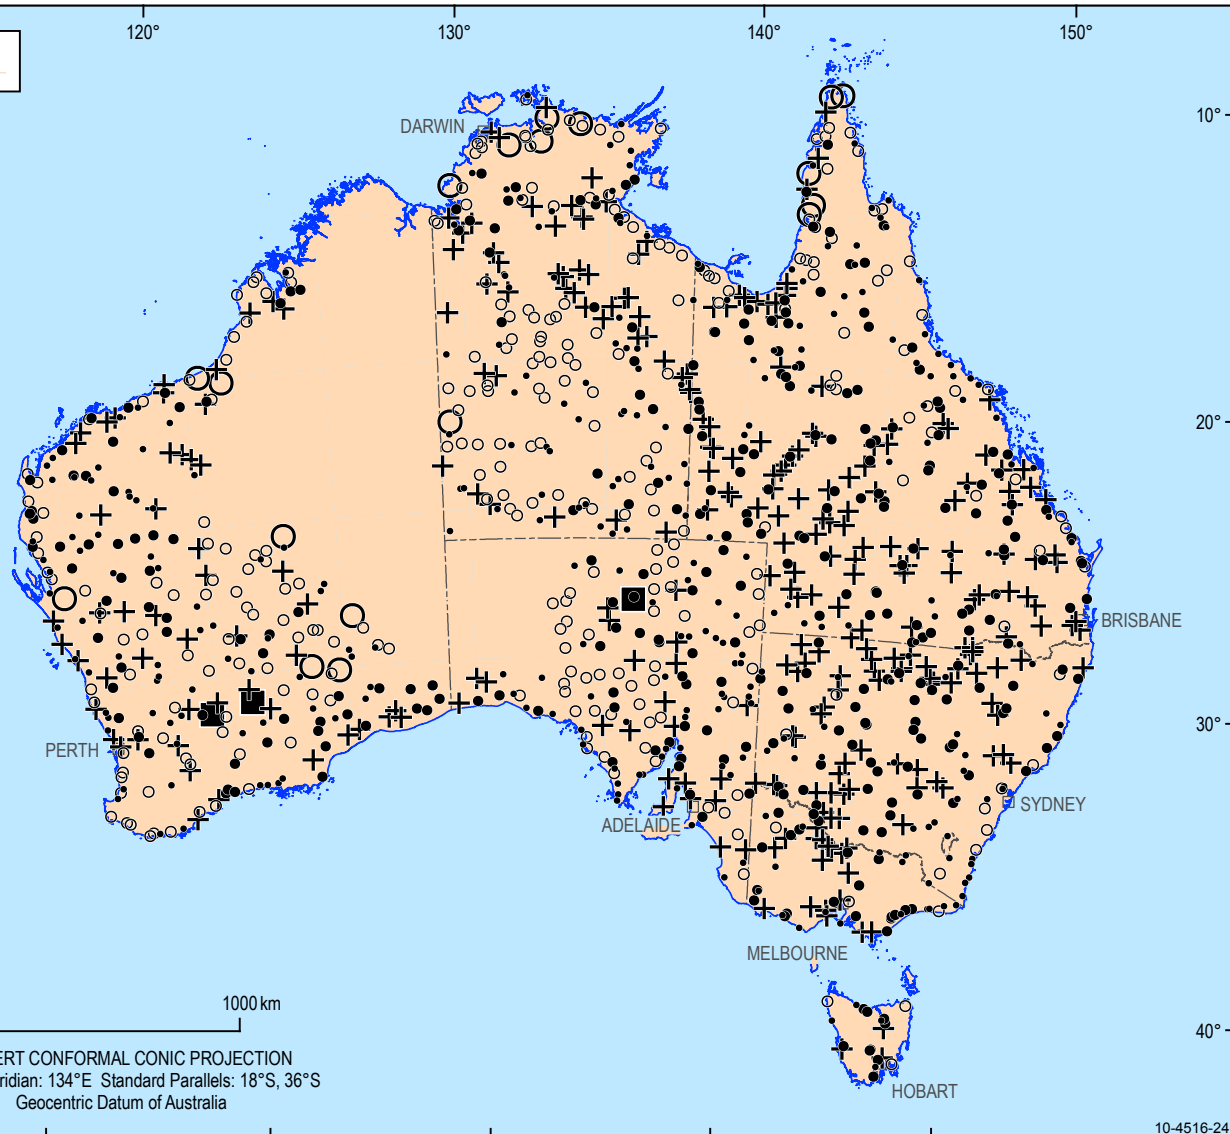 120°
130°
140°
150°
DARWIN
10°
20°
BRISBANE
30°
PERTH
SYDNEY
ADELAIDE
MELBOURNE
1000 km
40°
ERT CONFORMAL CONIC PROJECTION
ridian: 134°E Standard Parallels: 18°S, 36°S
Geocentric Datum of Australia
HOBART
10-4516-24